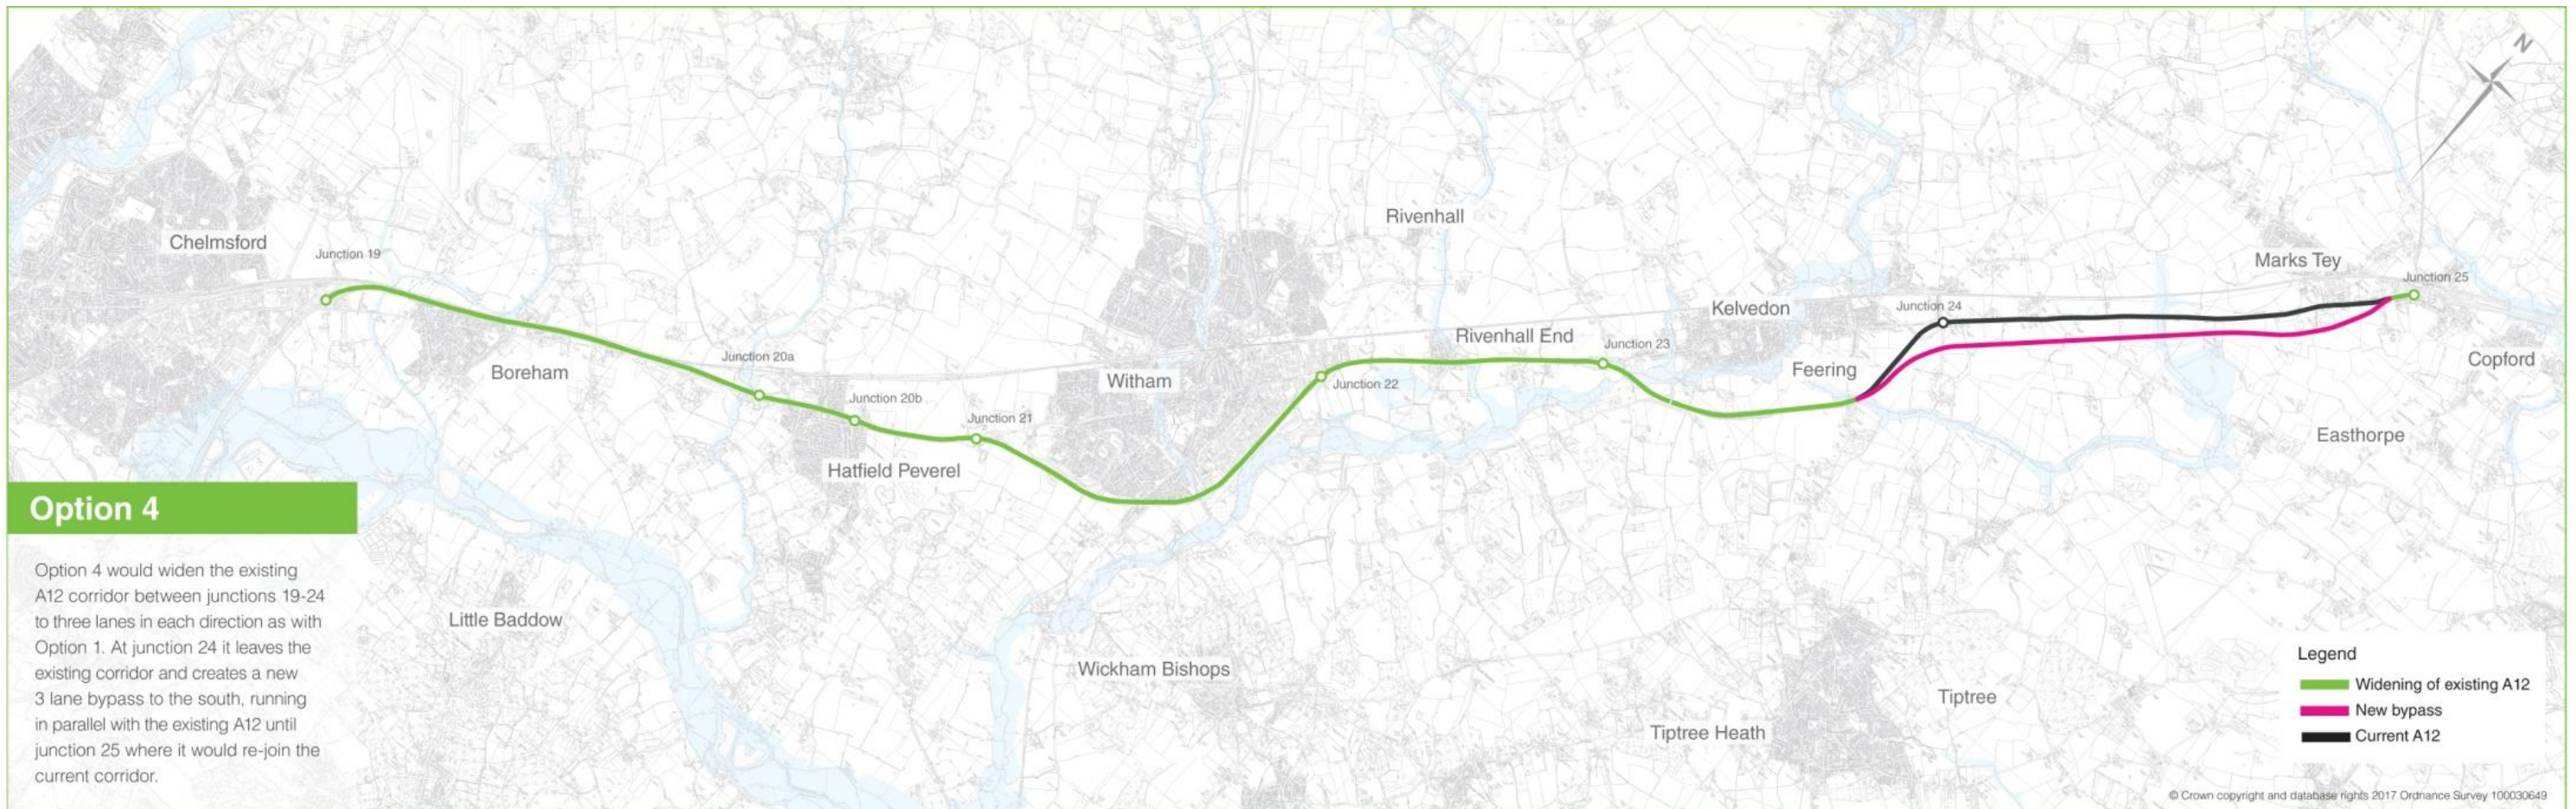 N
Rivenhall
Chelmsford
Junction 19
Marks Tey
Junction 25
Kelvedon
Junction 24
Rivenhall End
Junction 23
Copford
Junction 20a
Boreham
Witham
Junction 22
Feering
Junction 20b
Junction 21
Hatfield Peverel
Easthorpe
Option 4
Option 4 would widen the existing
A12 corridor between junctions 19-24
to three lanes in each direction as with
Option 1. At junction 24 it leaves the
existing corridor and creates a new
3 lane bypass to the south, running
in parallel with the existing A12 until
junction 25 where it would re-join the
current corridor.
Little Baddow
Wickham Bishops
Tiptree
Tiptree Heath
Legend
Widening of existing A12
New bypass
Current A12
© Crown copyright and database rights 2017 Ordnance Survey 100030649